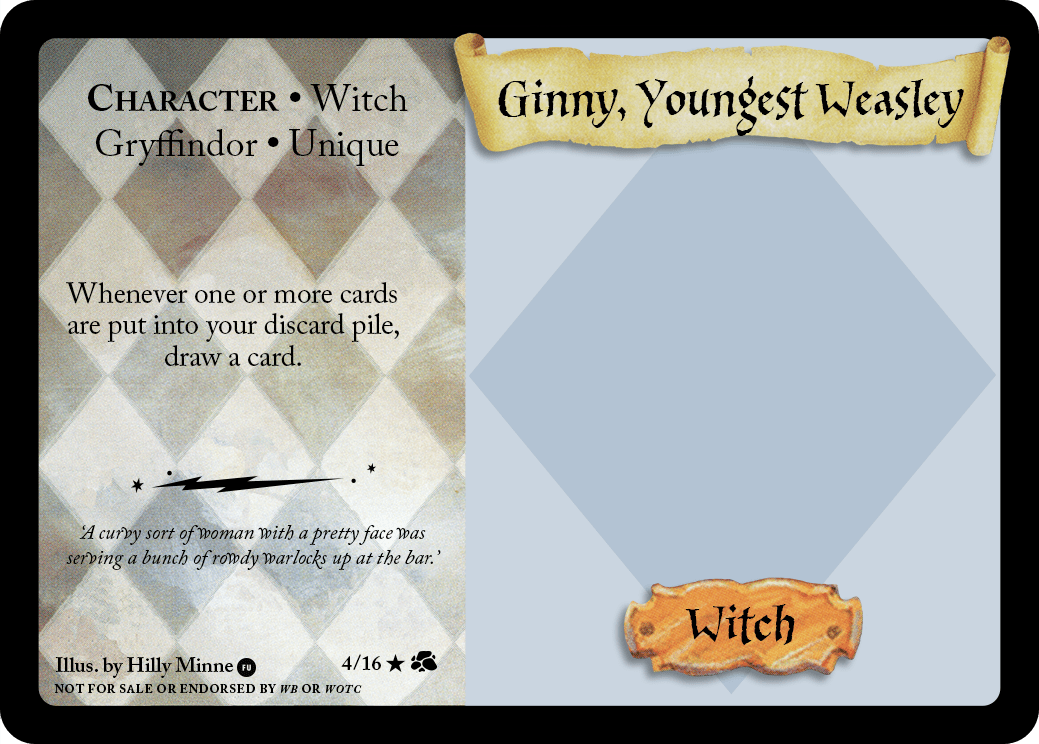 CHARACTER • Witch
Gryffindor • Unique
Whenever one or more cards
are put into your discard pile,
draw a card.
‘A curvy sort of woman with a pretty face was
serving a bunch of rowdy warlocks up at the bar.’
Illus. by Hilly Minne FU
4/16 ★
NOT FOR SALE OR ENDORSED BY WB OR WOTC
Ginny, Youngest Weasley
Witch